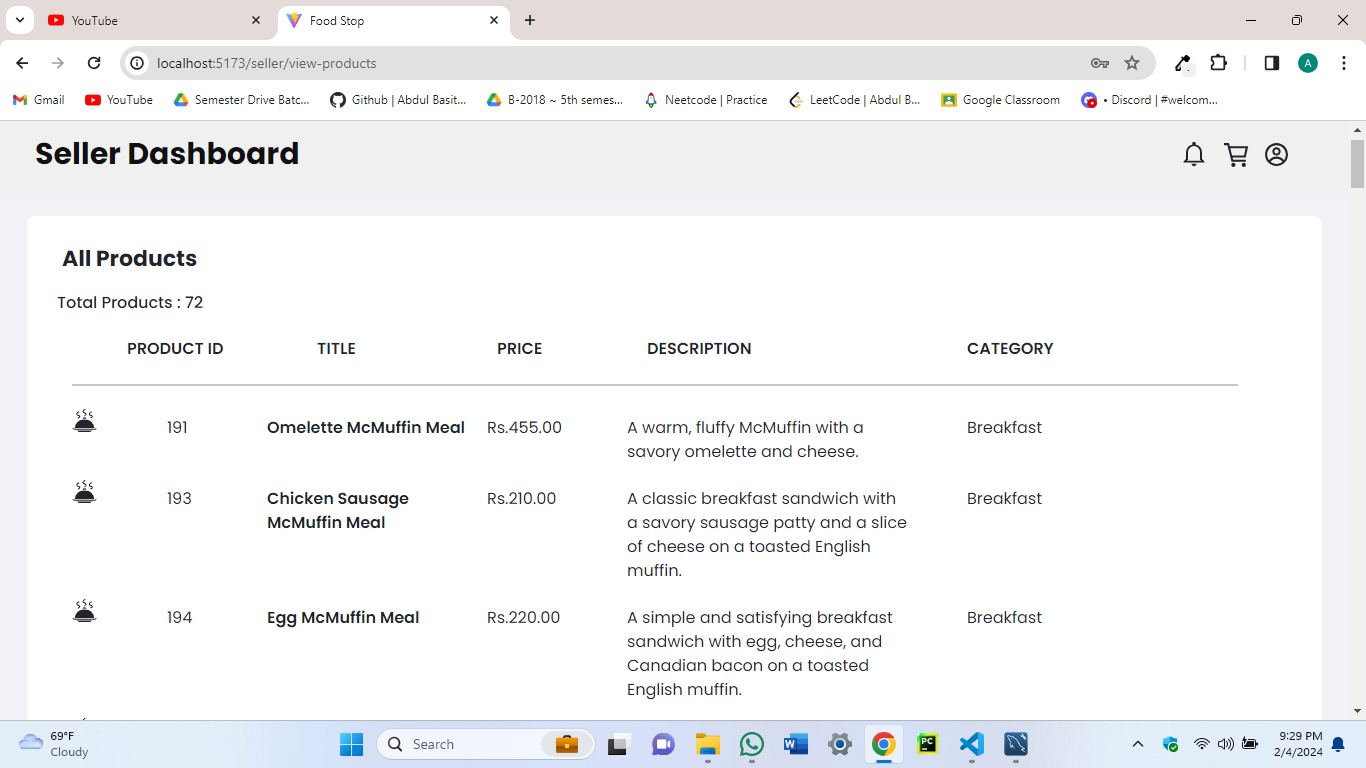 YouTube
Food Stop
localhost:5173/seller/view-products
A
Gmail
YouTube
Semester Drive Batc...
Github | Abdul Basit...
B-2018 ~ 5th semes...
Neetcode | Practice
LeetCode | Abdul B...
Google Classroom
• Discord | #welcom...
Seller Dashboard
All Products
Total Products : 72
PRODUCT ID TITLE PRICE DESCRIPTION CATEGORY
191 Omelette McMuffin Meal Rs.455.00 A warm, fluffy McMuffin with a Breakfast
savory omelette and cheese.
193 Chicken Sausage Rs.210.00 A classic breakfast sandwich with Breakfast
McMuffin Meal a savory sausage patty and a slice
of cheese on a toasted English
muffin.
194 Egg McMuffin Meal Rs.220.00 A simple and satisfying breakfast Breakfast
sandwich with egg, cheese, and
Canadian bacon on a toasted
English muffin.
69°F
Cloudy
Search
PC
9:29 PM
2/4/2024